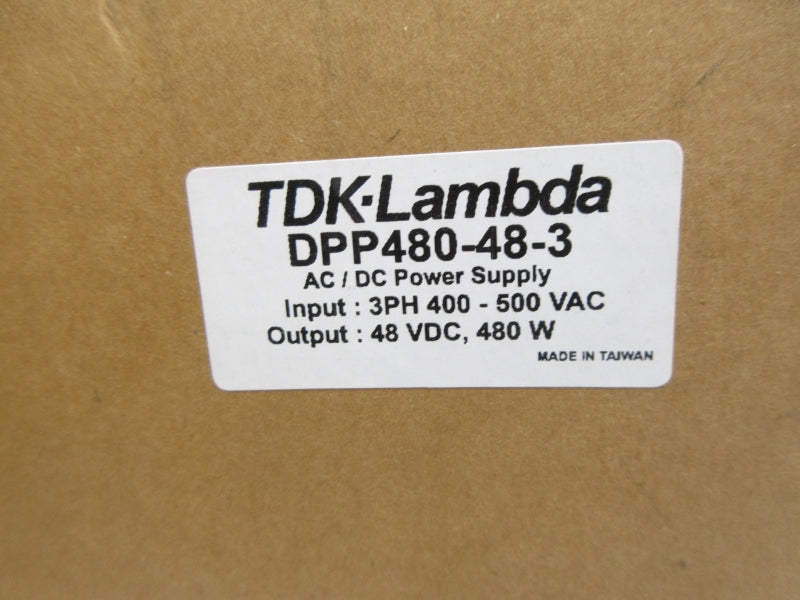 TDK·Lambda
DPP480-48-3
AC / DC Power Supply
Input : 3PH 400 - 500 VAC
Output : 48 VDC, 480 W
MADE IN TAIWAN